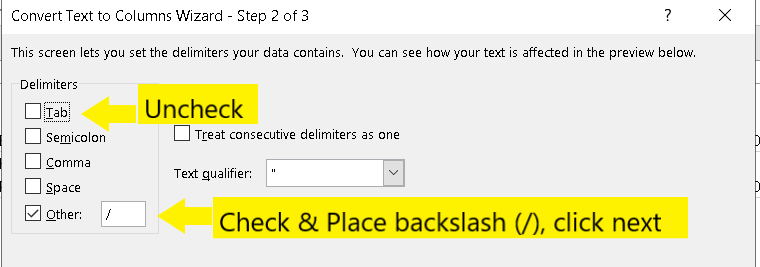 Convert Text to Columns Wizard - Step 2 of 3 ? ×
This screen lets you set the delimiters your data contains. You can see how your text is affected in the preview below.
Delimiters
Tab
Uncheck
Semicolon
Treat consecutive delimiters as one
Comma
Text qualifier: "
Space
Other: /
Check & Place backslash (/), click next